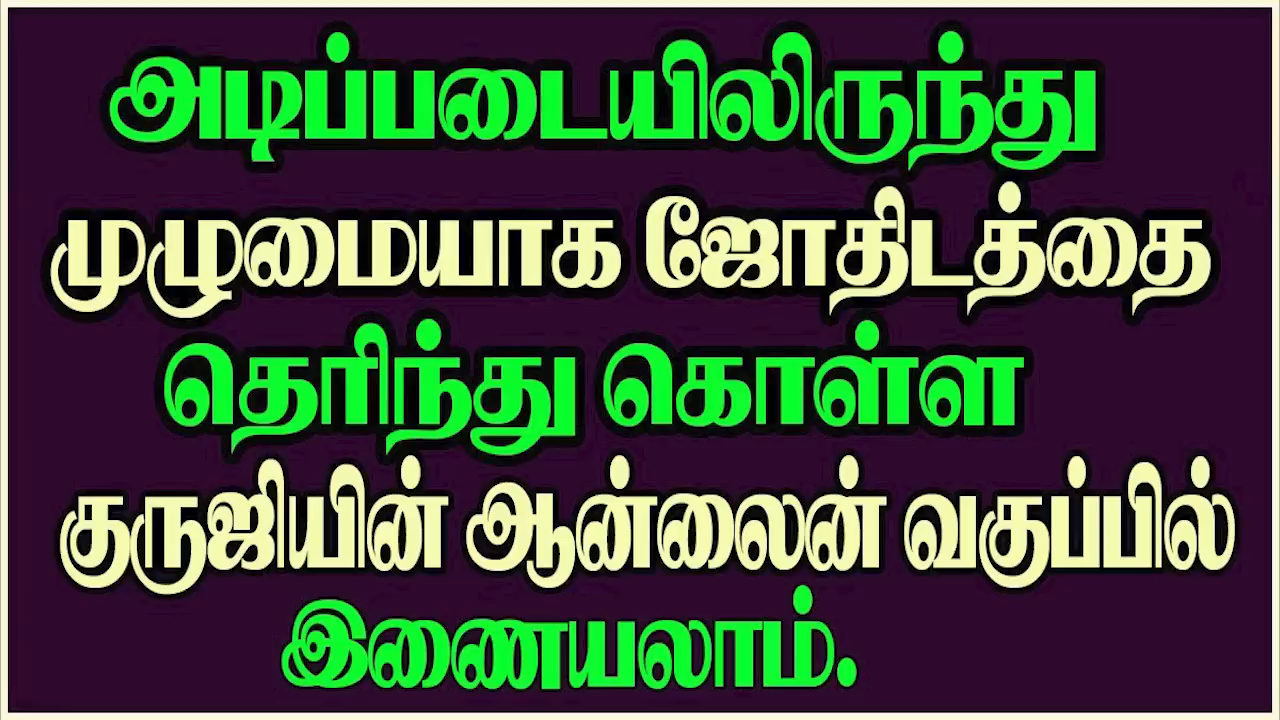 அடிப்படையிலிருந்து
முழுமையாக ஜோதிடத்தை
தெரிந்து கொள்ள
குருஜியின் ஆன்லைன் வகுப்பில்
இணையலாம்.